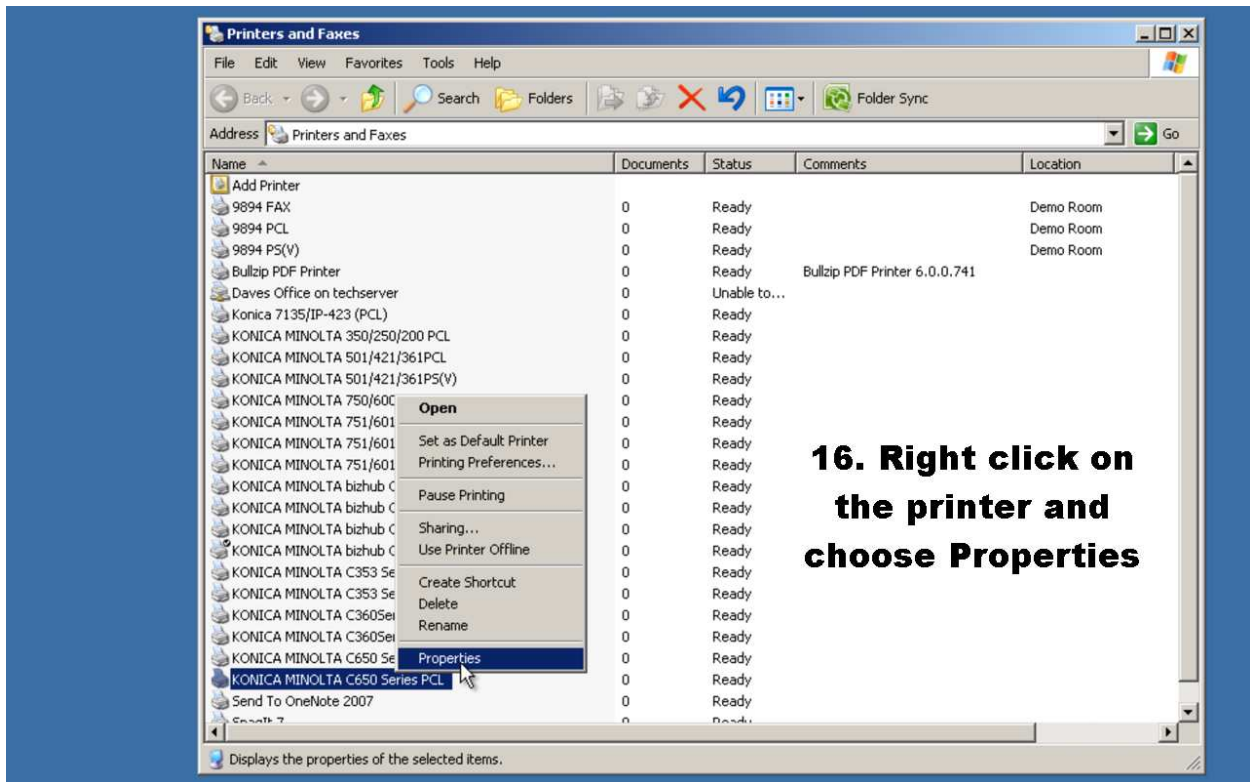 Printers and Faxes
File Edit View Favorites Tools Help
Back Search Folders Folder Sync
Address Printers and Faxes Go
Name Documents Status Comments Location
Add Printer
9894 FAX 0 Ready Demo Room
9894 PCL 0 Ready Demo Room
9894 PS(V) 0 Ready Demo Room
Bullzip PDF Printer 0 Ready Bullzip PDF Printer 6.0.0.741
Daves Office on techserver 0 Unable to...
Konica 7135/IP-423 (PCL) 0 Ready
KONICA MINOLTA 350/250/200 PCL 0 Ready
KONICA MINOLTA 501/421/361PCL 0 Ready
KONICA MINOLTA 501/421/361PS(V) 0 Ready
KONICA MINOLTA 750/600 0 Ready
KONICA MINOLTA 751/601 0 Ready
KONICA MINOLTA 751/601 0 Ready
KONICA MINOLTA 751/601 0 Ready
KONICA MINOLTA bizhub C 0 Ready
KONICA MINOLTA bizhub C 0 Ready
KONICA MINOLTA bizhub C 0 Ready
KONICA MINOLTA bizhub C 0 Ready
KONICA MINOLTA C353 Se 0 Ready
KONICA MINOLTA C353 Se 0 Ready
KONICA MINOLTA C360Se 0 Ready
KONICA MINOLTA C360Se 0 Ready
KONICA MINOLTA C650 Se 0 Ready
KONICA MINOLTA C650 Series PCL 0 Ready
Send To OneNote 2007 0 Ready
SnagIt 7 0 Ready
Open
Set as Default Printer
Printing Preferences...
Pause Printing
Sharing...
Use Printer Offline
Create Shortcut
Delete
Rename
Properties
16. Right click on
the printer and
choose Properties
Displays the properties of the selected items.